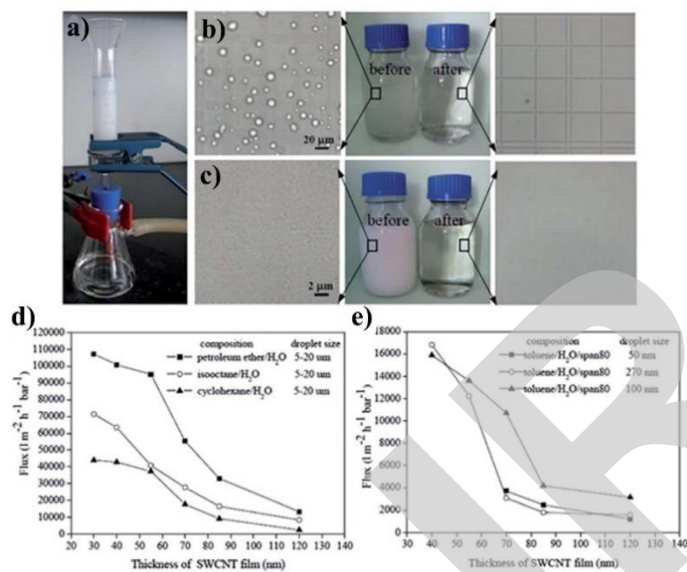 a)
b)
before
after
20 μm
c)
before
after
2 μm
d)
composition droplet size
petroleum ether/H2O 5-20 um
isooctane/H2O 5-20 um
cyclohexane/H2O 5-20 um
Flux (l m-2 h-1 bar-1)
120000
110000
100000
90000
80000
70000
60000
50000
40000
30000
20000
10000
0
20 30 40 50 60 70 80 90 100 110 120 130 140
Thickness of SWCNT film (nm)
e)
composition droplet size
toluene/H2O/span80 50 nm
toluene/H2O/span80 270 nm
toluene/H2O/span80 100 nm
Flux (l m-2 h-1 bar-1)
18000
16000
14000
12000
10000
8000
6000
4000
2000
0
30 40 50 60 70 80 90 100 110 120 130 140
Thickness of SWCNT film (nm)